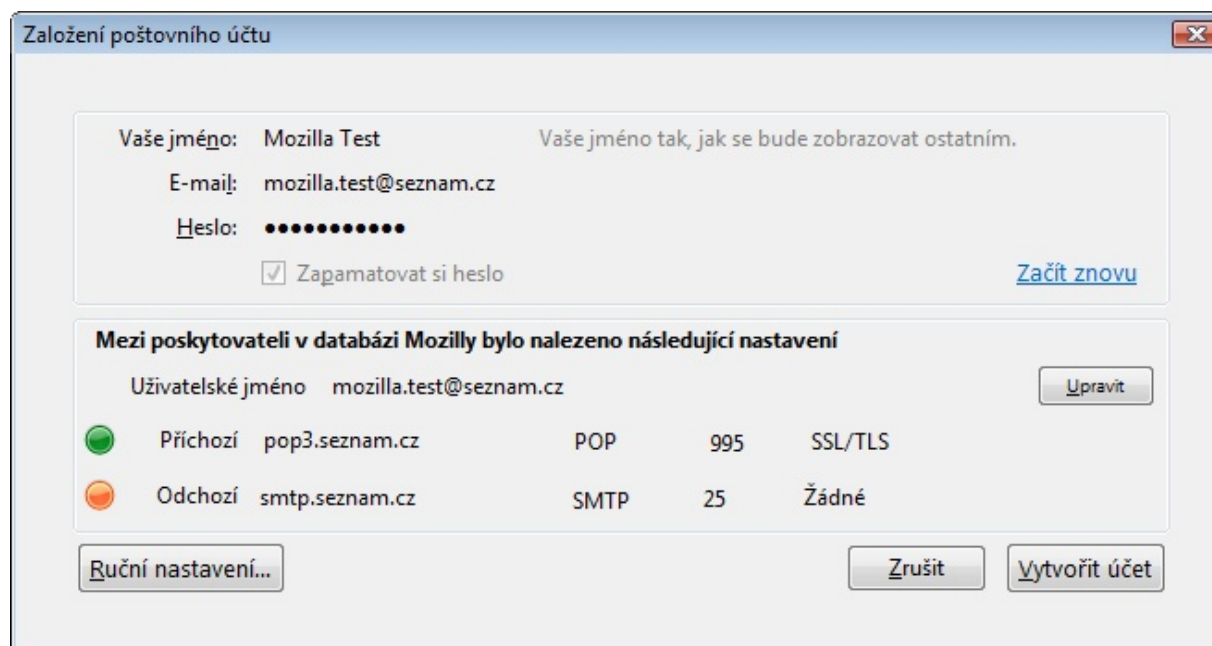 Založení poštovního účtu
Vaše jméno: Mozilla Test Vaše jméno tak, jak se bude zobrazovat ostatním.
E-mail: mozilla.test@seznam.cz
Heslo: •••••••••••
Zapamatovat si heslo Začít znovu
Mezi poskytovateli v databázi Mozilly bylo nalezeno následující nastavení
Uživatelské jméno mozilla.test@seznam.cz Upravit
Příchozí pop3.seznam.cz POP 995 SSL/TLS
Odchozí smtp.seznam.cz SMTP 25 Žádné
Ruční nastavení... Zrušit Vytvořit účet